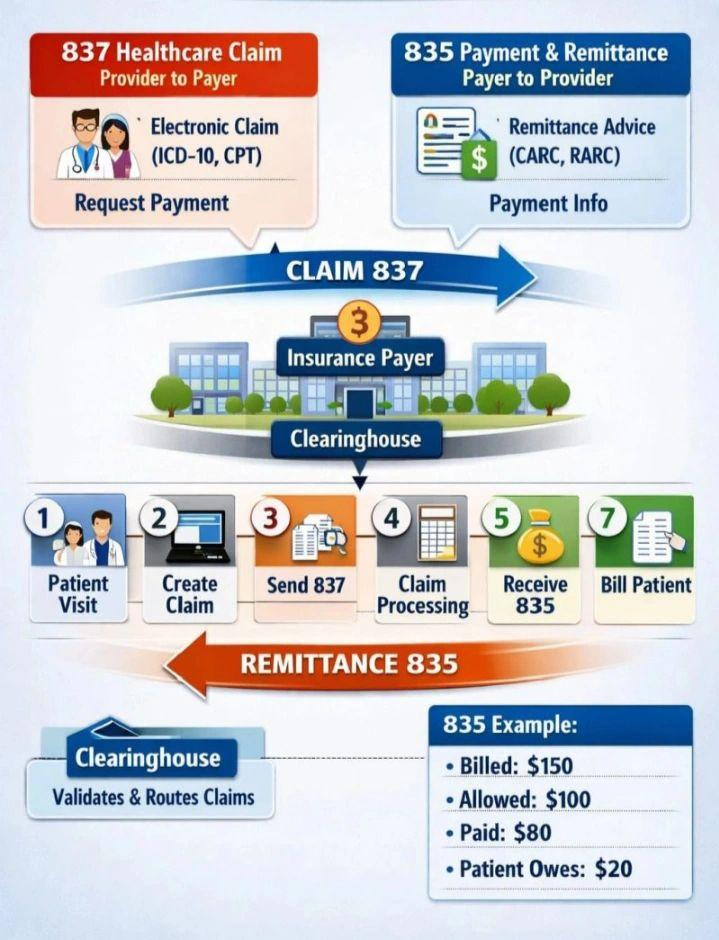 837 Healthcare Claim
Provider to Payer
Electronic Claim
(ICD-10, CPT)
Request Payment
835 Payment & Remittance
Payer to Provider
$
Remittance Advice
(CARC, RARC)
Payment Info
CLAIM 837
3
Insurance Payer
Clearinghouse
1
Patient
Visit
2
Create
Claim
3
Send 837
4
Claim
Processing
5
$
Receive
835
7
Bill Patient
REMITTANCE 835
Clearinghouse
Validates & Routes Claims
835 Example:
• Billed: $150
• Allowed: $100
• Paid: $80
• Patient Owes: $20